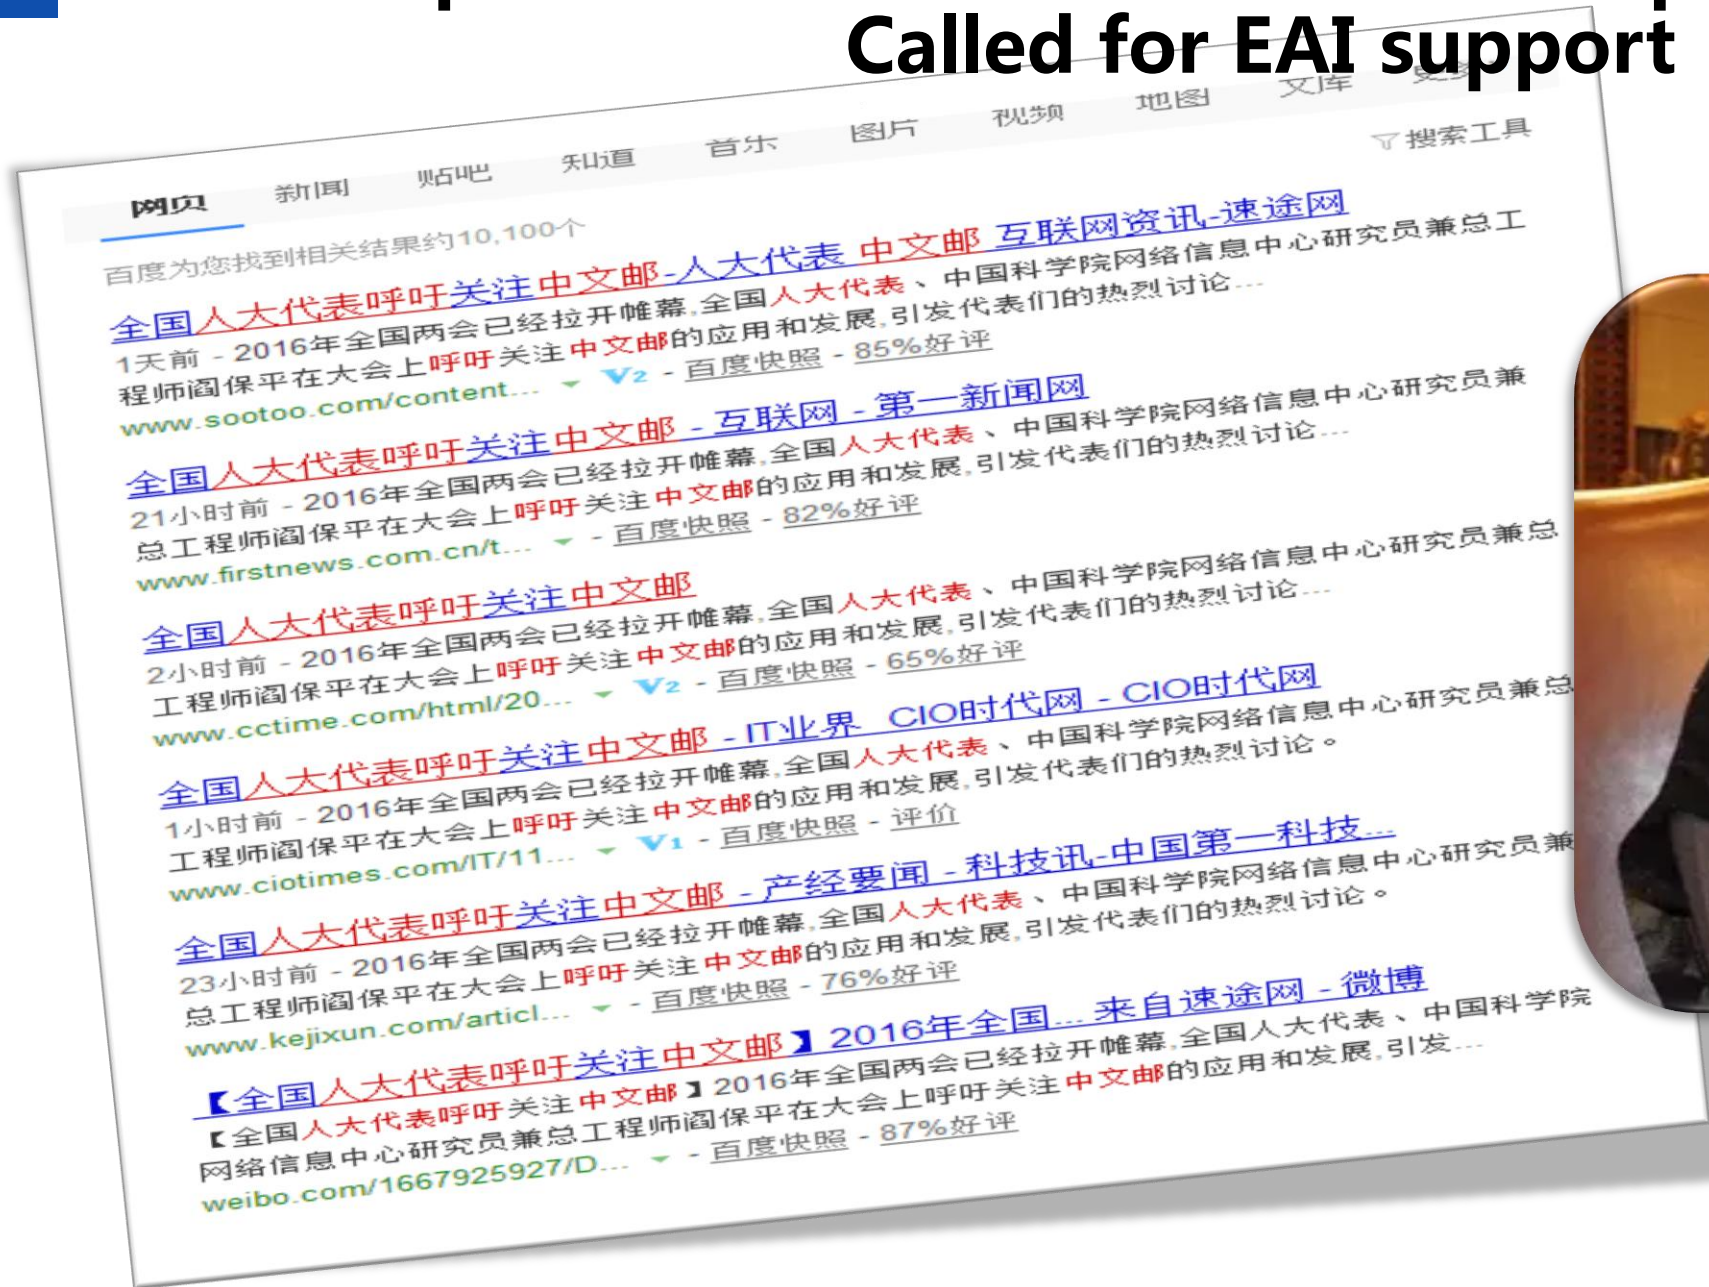 Called for EAI support
网页 新闻 贴吧 知道 音乐 图片 视频 地图 文库 更多
搜索工具
百度为您找到相关结果约10,100个
全国人大代表呼吁关注中文邮-人大代表 中文邮 互联网资讯-速途网
1天前 - 2016年全国两会已经拉开帷幕,全国人大代表、中国科学院网络信息中心研究员兼总工
程师阎保平在大会上呼吁关注中文邮的应用和发展,引发代表们的热烈讨论...
www.sootoo.com/content... V2 - 百度快照 - 85%好评
全国人大代表呼吁关注中文邮 - 互联网 - 第一新闻网
21小时前 - 2016年全国两会已经拉开帷幕,全国人大代表、中国科学院网络信息中心研究员兼
总工程师阎保平在大会上呼吁关注中文邮的应用和发展,引发代表们的热烈讨论...
www.firstnews.com.cn/t... - 百度快照 - 82%好评
全国人大代表呼吁关注中文邮
2小时前 - 2016年全国两会已经拉开帷幕,全国人大代表、中国科学院网络信息中心研究员兼总
工程师阎保平在大会上呼吁关注中文邮的应用和发展,引发代表们的热烈讨论...
www.cctime.com/html/20... V2 - 百度快照 - 65%好评
全国人大代表呼吁关注中文邮 - IT业界 CIO时代网 - CIO时代网
1小时前 - 2016年全国两会已经拉开帷幕,全国人大代表、中国科学院网络信息中心研究员兼总
工程师阎保平在大会上呼吁关注中文邮的应用和发展,引发代表们的热烈讨论。
www.ciotimes.com/IT/11... V1 - 百度快照 - 评价
全国人大代表呼吁关注中文邮 - 产经要闻 - 科技讯-中国第一科技...
23小时前 - 2016年全国两会已经拉开帷幕,全国人大代表、中国科学院网络信息中心研究员兼
总工程师阎保平在大会上呼吁关注中文邮的应用和发展,引发代表们的热烈讨论。
www.kejixun.com/articl... - 百度快照 - 76%好评
【全国人大代表呼吁关注中文邮】2016年全国... 来自速途网 - 微博
【全国人大代表呼吁关注中文邮】2016年全国两会已经拉开帷幕,全国人大代表、中国科学院
网络信息中心研究员兼总工程师阎保平在大会上呼吁关注中文邮的应用和发展,引发...
weibo.com/1667925927/D... - 百度快照 - 87%好评